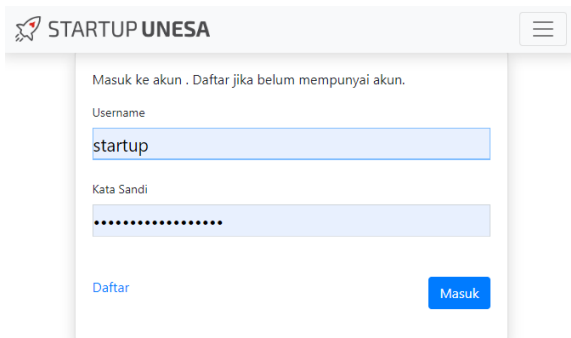 STARTUP UNESA
Masuk ke akun . Daftar jika belum mempunyai akun.
Username
startup
Kata Sandi
••••••••••••••••••
Daftar
Masuk